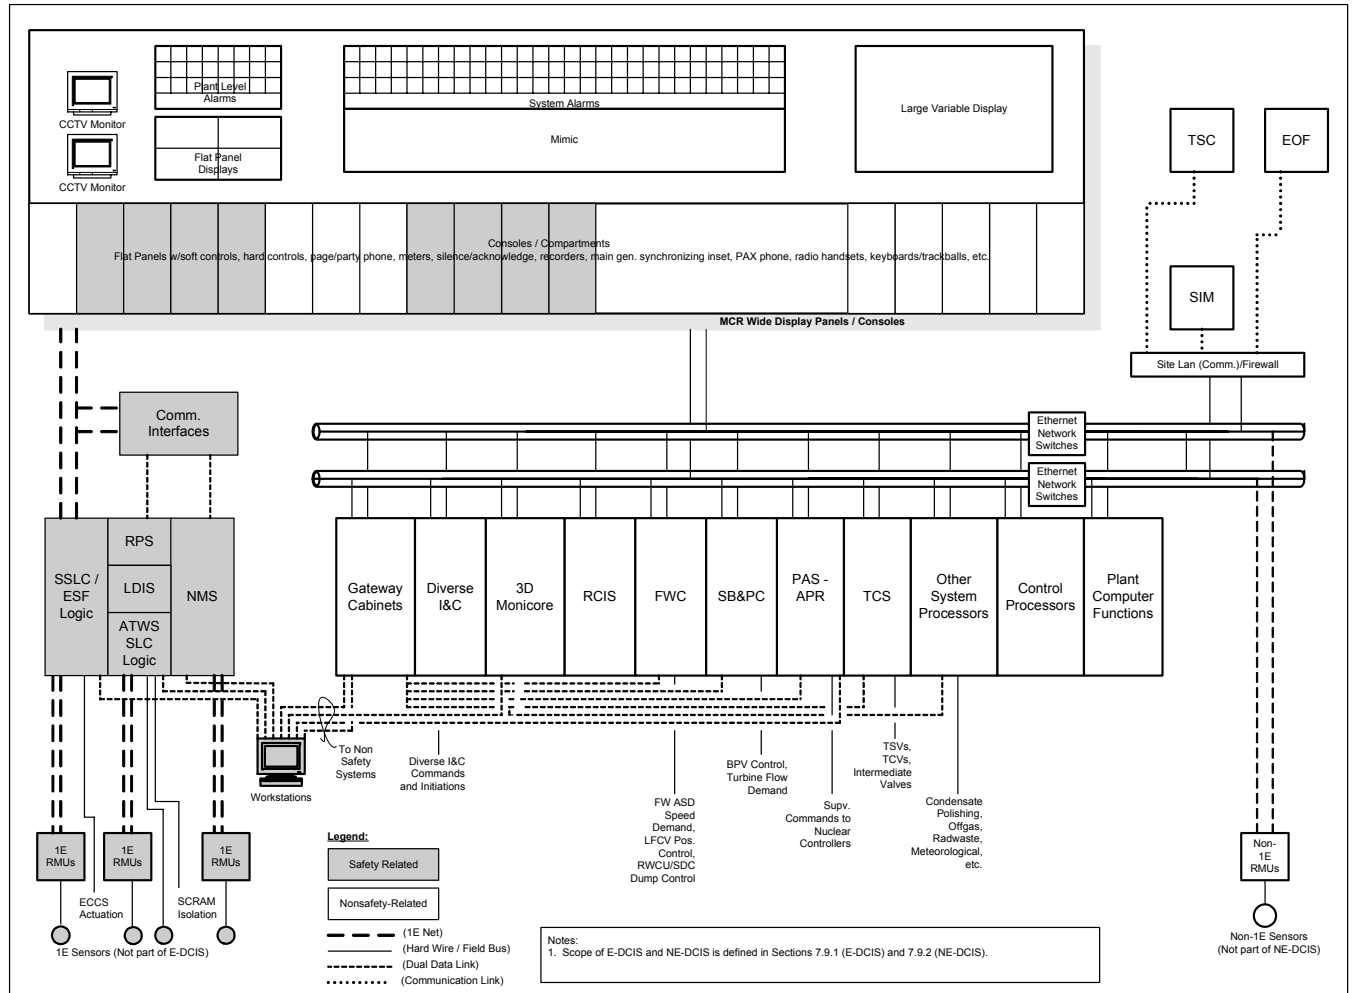 CCTV Monitor
CCTV Monitor
Plant Level
Alarms
Flat Panel
Displays
System Alarms
Mimic
Large Variable Display
TSC
EOF
SIM
Site Lan (Comm.)/Firewall
Consoles / Compartments
Flat Panels w/soft controls, hard controls, page/party phone, meters, silence/acknowledge, recorders, main gen. synchronizing inset, PAX phone, radio handsets, keyboards/trackballs, etc.
MCR Wide Display Panels / Consoles
Comm.
Interfaces
Ethernet
Network
Switches
Ethernet
Network
Switches
SSLC /
ESF
Logic
RPS
LDIS
ATWS
SLC
Logic
NMS
Gateway
Cabinets
Diverse
I&C
3D
Monicore
RCIS
FWC
SB&PC
PAS -
APR
TCS
Other
System
Processors
Control
Processors
Plant
Computer
Functions
Workstations
To Non
Safety
Systems
Diverse I&C
Commands
and Initiations
FW ASD
Speed
Demand,
LFCV Pos.
Control,
RWCU/SDC
Dump Control
BPV Control,
Turbine Flow
Demand
Supv.
Commands to
Nuclear
Controllers
TSVs,
TCVs,
Intermediate
Valves
Condensate
Polishing,
Offgas,
Radwaste,
Meteorological,
etc.
1E
RMUs
1E
RMUs
1E
RMUs
Non-
1E
RMUs
ECCS
Actuation
SCRAM
Isolation
1E Sensors (Not part of E-DCIS)
Non-1E Sensors
(Not part of NE-DCIS)
Legend:
Safety Related
Nonsafety-Related
(1E Net)
(Hard Wire / Field Bus)
(Dual Data Link)
(Communication Link)
Notes:
1. Scope of E-DCIS and NE-DCIS is defined in Sections 7.9.1 (E-DCIS) and 7.9.2 (NE-DCIS).